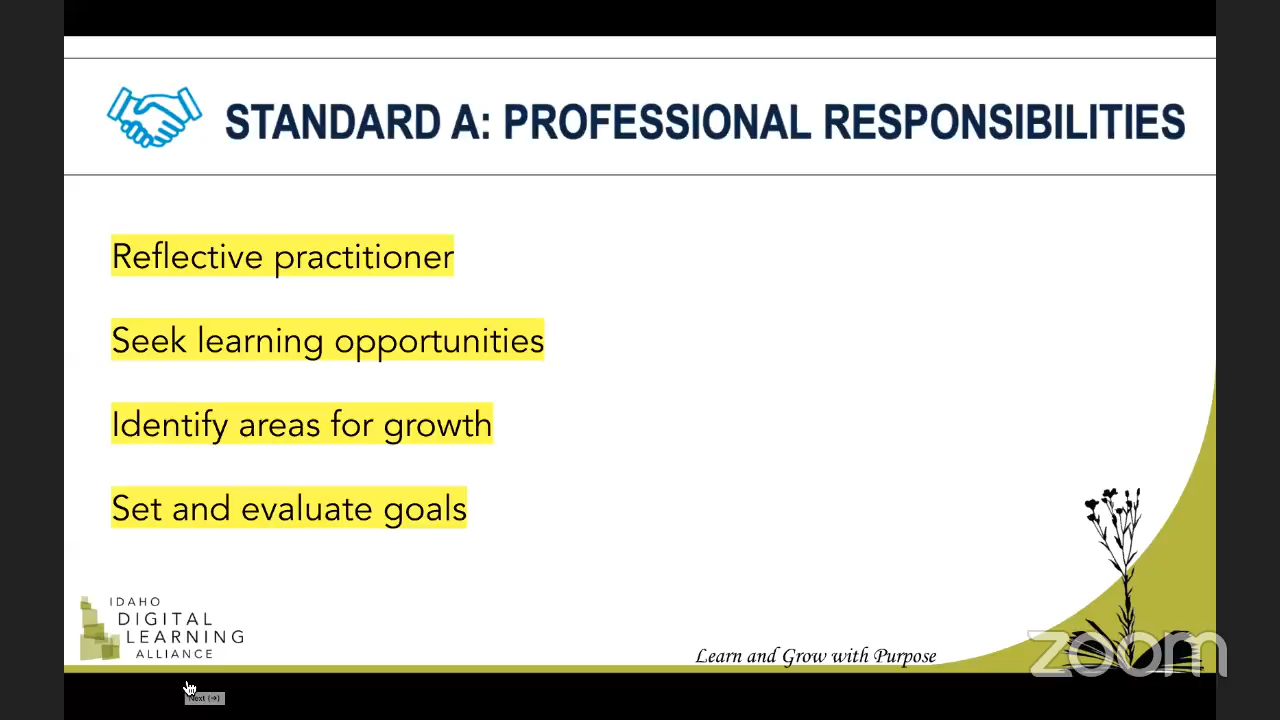 STANDARD A: PROFESSIONAL RESPONSIBILITIES
Reflective practitioner
Seek learning opportunities
Identify areas for growth
Set and evaluate goals
IDAHO
DIGITAL
LEARNING
ALLIANCE
Learn and Grow with Purpose
zoom
Next (→)